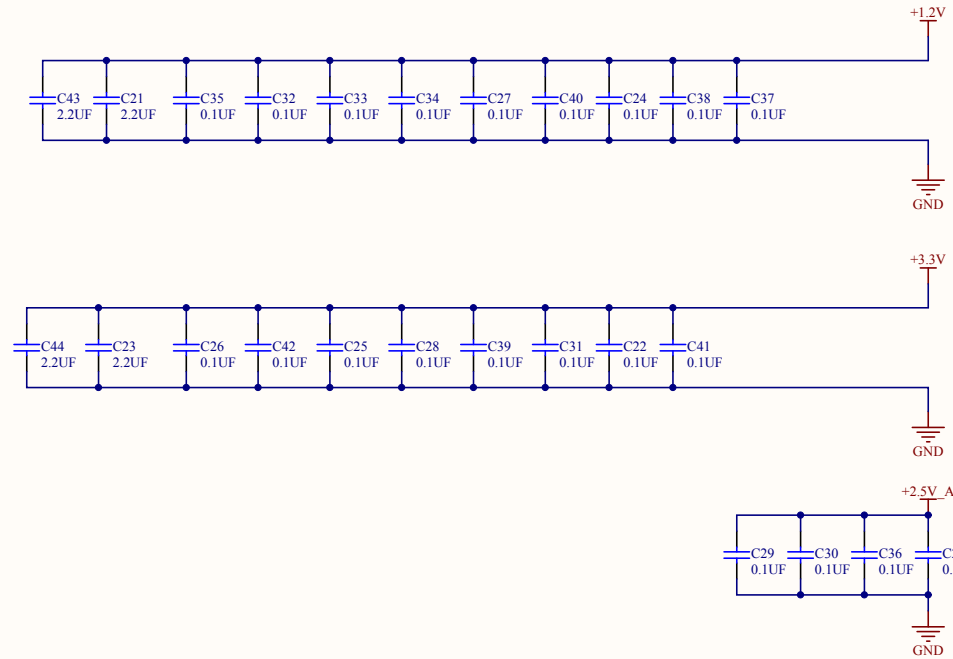 +1.2V
C43 C21 C35 C32 C33 C34 C27 C40 C24 C38 C37
2.2UF 2.2UF 0.1UF 0.1UF 0.1UF 0.1UF 0.1UF 0.1UF 0.1UF 0.1UF 0.1UF
GND
+3.3V
C44 C23 C26 C42 C25 C28 C39 C31 C22 C41
2.2UF 2.2UF 0.1UF 0.1UF 0.1UF 0.1UF 0.1UF 0.1UF 0.1UF 0.1UF
GND
+2.5V_A
C29 C30 C36
0.1UF 0.1UF 0.1UF 0.
GND